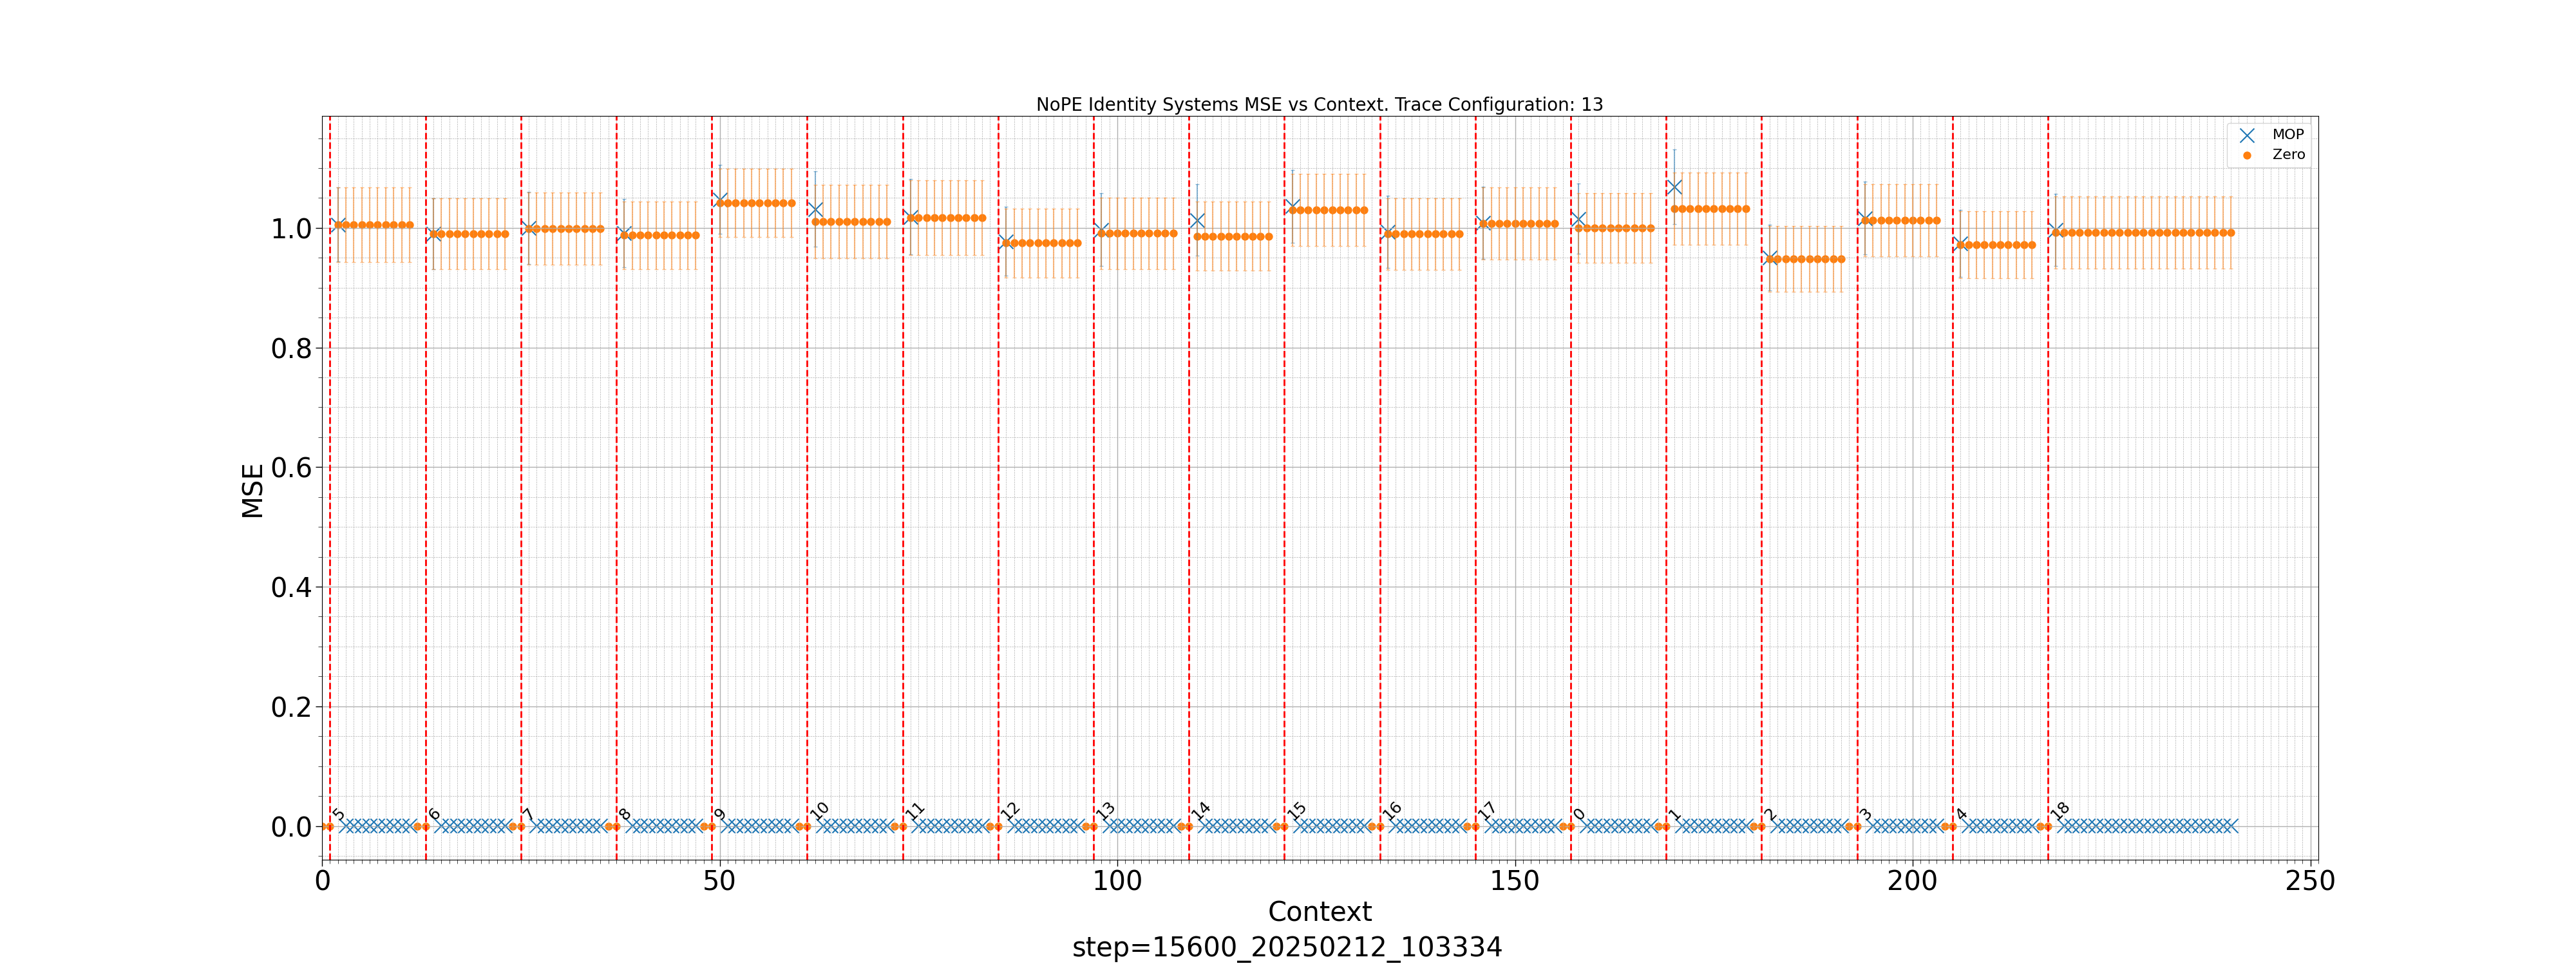 NoPE Identity Systems MSE vs Context. Trace Configuration: 13
MOP
Zero
MSE
1.0
0.8
0.6
0.4
0.2
0.0
5 6 7 8 9 10 11 12 13 14 15 16 17 0 1 2 3 4 18
0 50 100 150 200 250
Context
step=15600_20250212_103334